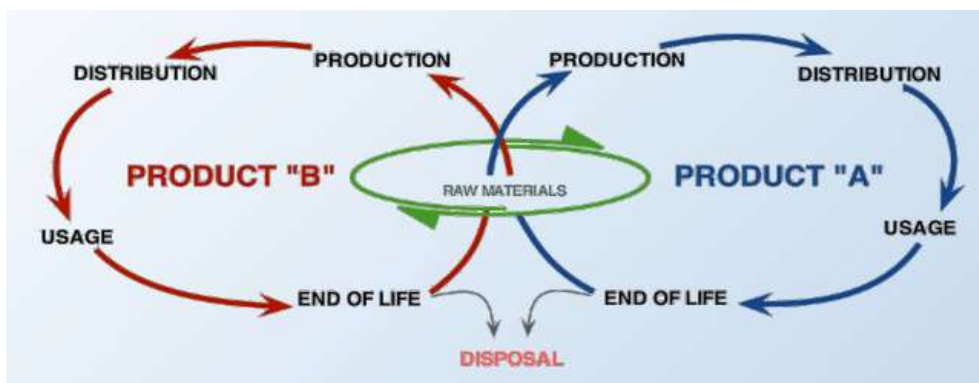 PRODUCTION
PRODUCTION
DISTRIBUTION
DISTRIBUTION
PRODUCT "B"
RAW MATERIALS
PRODUCT "A"
USAGE
USAGE
END OF LIFE
END OF LIFE
DISPOSAL